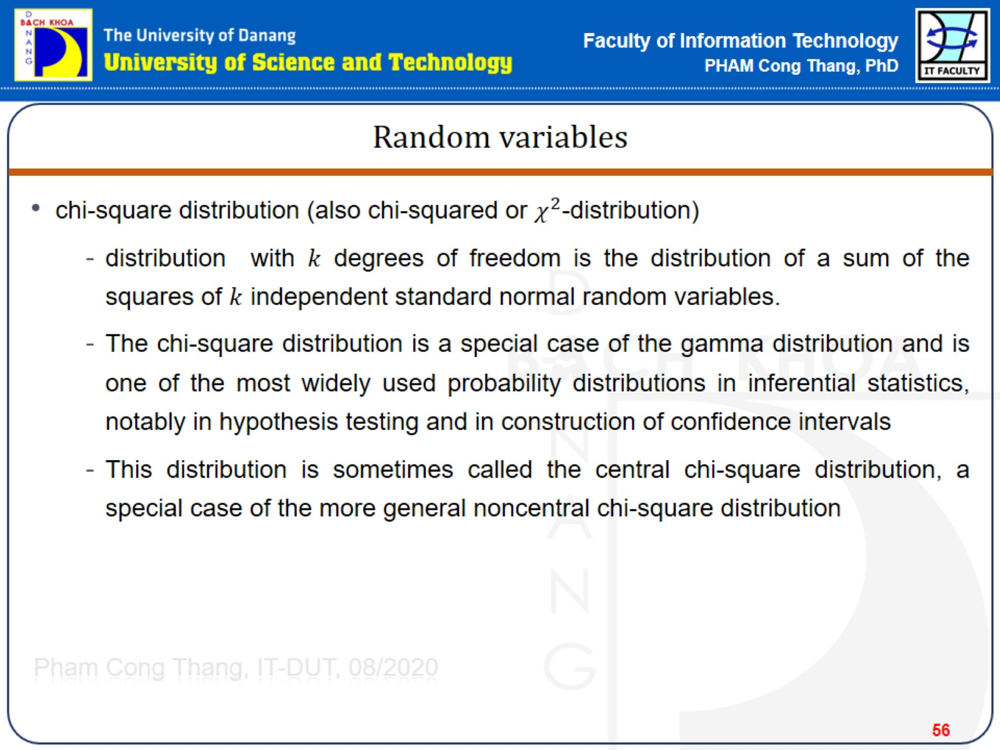 D
BACH KHOA
N
A
N
G
The University of Danang
University of Science and Technology
Faculty of Information Technology
PHAM Cong Thang, PhD
IT FACULTY
Random variables
• chi-square distribution (also chi-squared or χ²-distribution)
- distribution with k degrees of freedom is the distribution of a sum of the
squares of k independent standard normal random variables.
- The chi-square distribution is a special case of the gamma distribution and is
one of the most widely used probability distributions in inferential statistics,
notably in hypothesis testing and in construction of confidence intervals
- This distribution is sometimes called the central chi-square distribution, a
special case of the more general noncentral chi-square distribution
D
BACH KHOA
N
A
N
G
Pham Cong Thang, IT-DUT, 08/2020
56